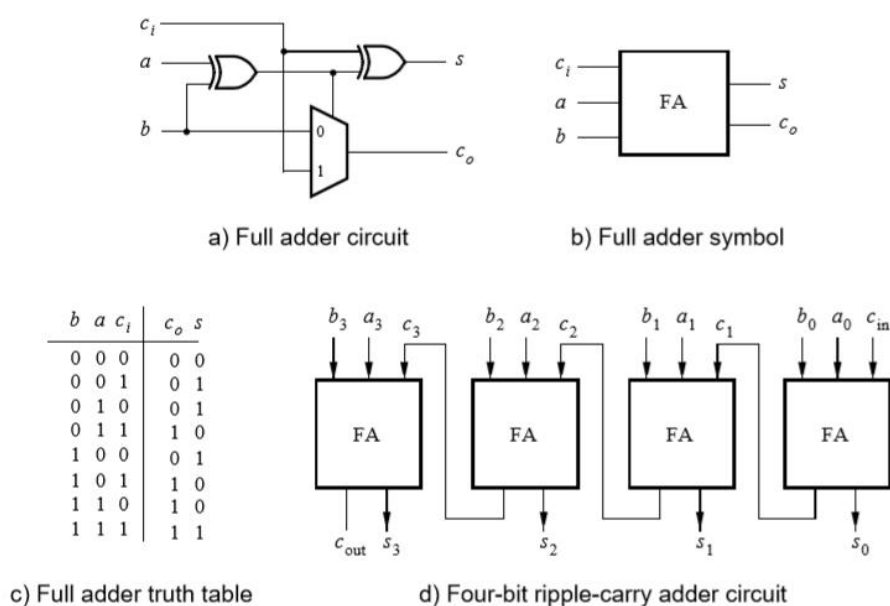 c_i
a
b
0
1
s
c_o
a) Full adder circuit
c_i
a
b
FA
s
c_o
b) Full adder symbol
b a c_i c_o s
0 0 0 0 0
0 0 1 0 1
0 1 0 0 1
0 1 1 1 0
1 0 0 0 1
1 0 1 1 0
1 1 0 1 0
1 1 1 1 1
c) Full adder truth table
b_3 a_3 c_3 b_2 a_2 c_2 b_1 a_1 c_1 b_0 a_0 c_in
FA FA FA FA
c_out s_3 s_2 s_1 s_0
d) Four-bit ripple-carry adder circuit